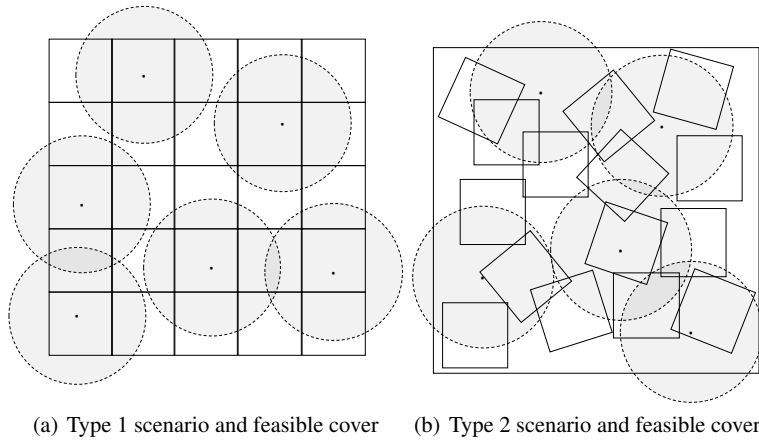 (a) Type 1 scenario and feasible cover
(b) Type 2 scenario and feasible cover